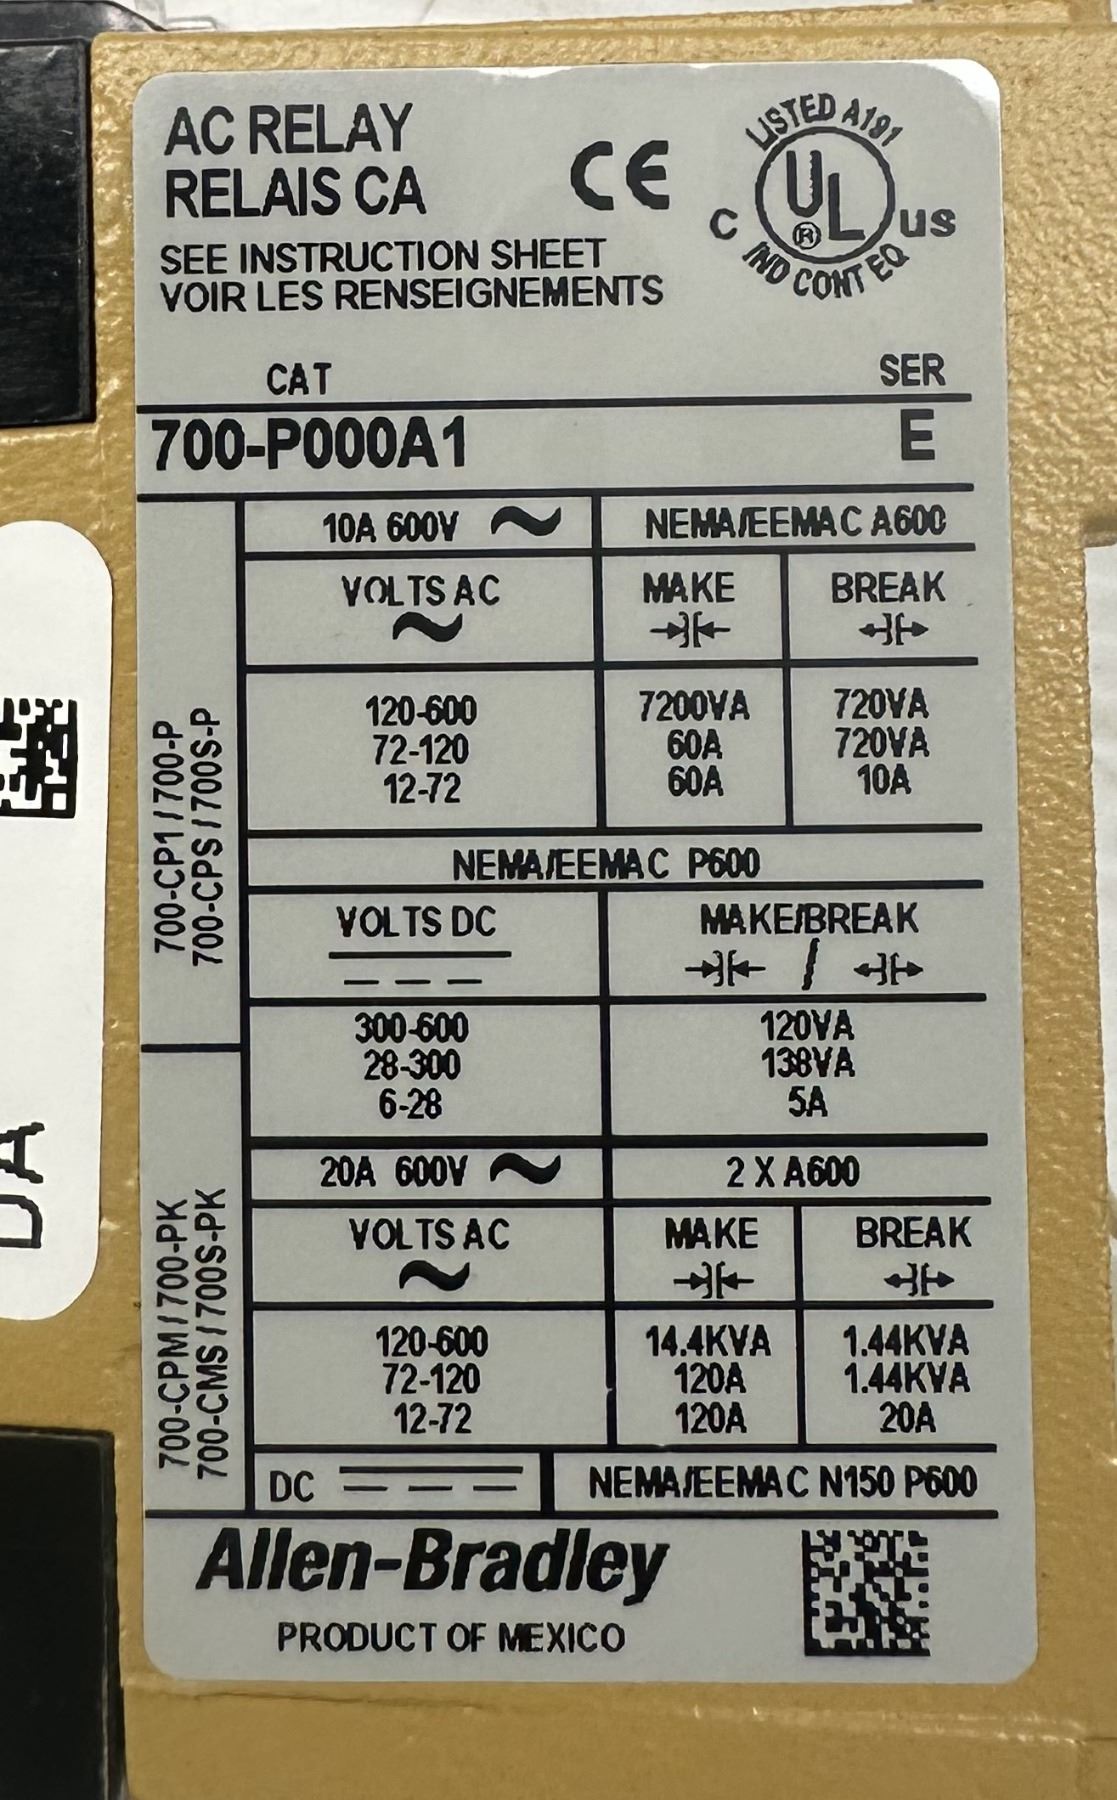 AC RELAY
RELAIS CA
SEE INSTRUCTION SHEET
VOIR LES RENSEIGNEMENTS
CE
LISTED A191
C UL ® US
IND CONT EQ
CAT SER
700-P000A1 E
700-CP1 / 700-P
700-CPS / 700S-P
10A 600V ~ NEMA/EEMAC A600
VOLTS AC ~ MAKE BREAK
120-600 7200VA 720VA
72-120 60A 720VA
12-72 60A 10A
NEMA/EEMAC P600
VOLTS DC MAKE/BREAK
/
300-600 120VA
28-300 138VA
6-28 5A
700-CPM / 700-PK
700-CMS / 700S-PK
20A 600V ~ 2 X A600
VOLTS AC ~ MAKE BREAK
120-600 14.4KVA 1.44KVA
72-120 120A 1.44KVA
12-72 120A 20A
DC NEMA/EEMAC N150 P600
Allen-Bradley
PRODUCT OF MEXICO